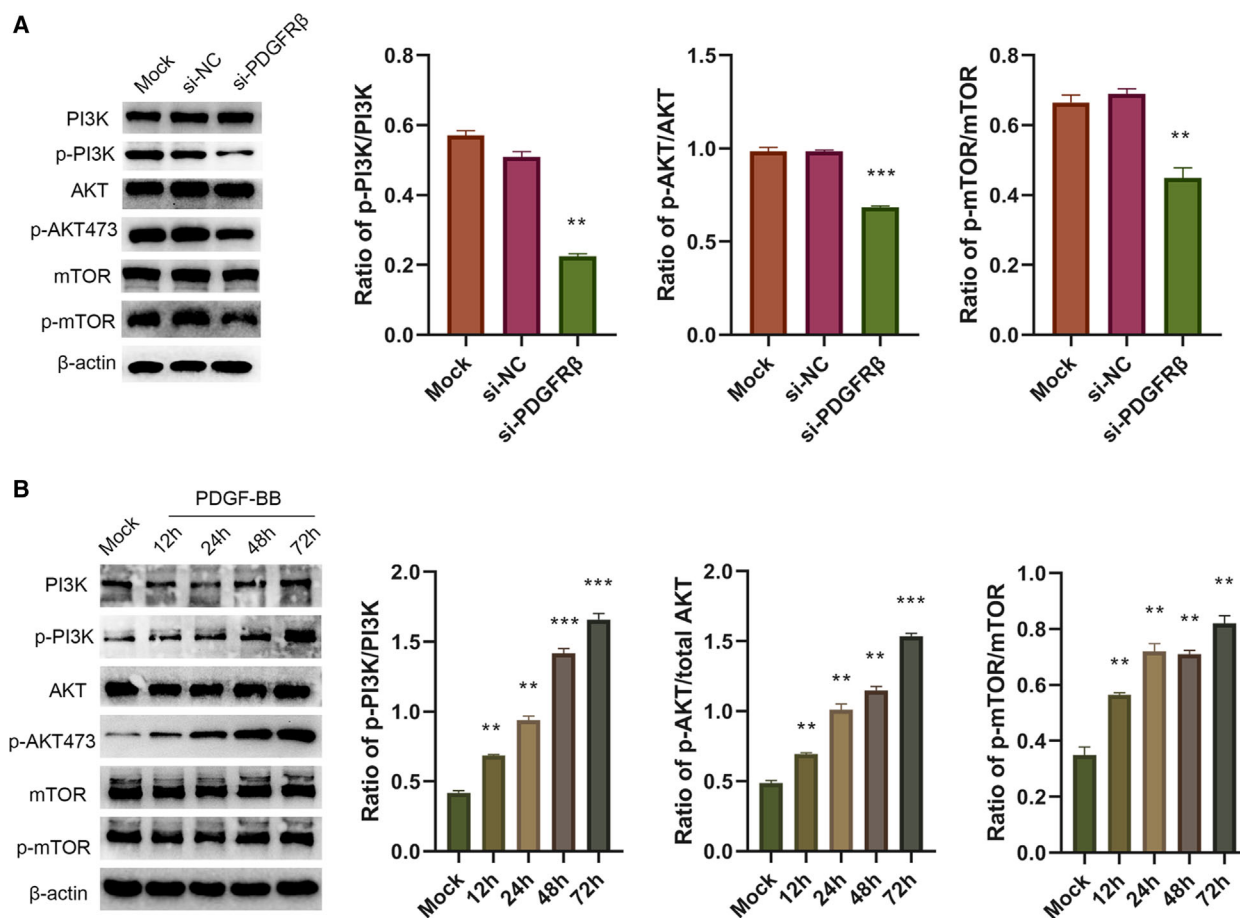 A
Mock si-NC si-PDGFRβ
PI3K
p-PI3K
AKT
p-AKT473
mTOR
p-mTOR
β-actin
Ratio of p-PI3K/PI3K
0.8
0.6
0.4
0.2
0.0
**
Mock si-NC si-PDGFRβ
Ratio of p-AKT/AKT
1.5
1.0
0.5
0.0
***
Mock si-NC si-PDGFRβ
Ratio of p-mTOR/mTOR
0.8
0.6
0.4
0.2
0.0
**
Mock si-NC si-PDGFRβ
B
PDGF-BB
Mock 12h 24h 48h 72h
PI3K
p-PI3K
AKT
p-AKT473
mTOR
p-mTOR
β-actin
Ratio of p-PI3K/PI3K
2.0
1.5
1.0
0.5
0.0
** ** *** ***
Mock 12h 24h 48h 72h
Ratio of p-AKT/total AKT
2.0
1.5
1.0
0.5
0.0
** ** ** ***
Mock 12h 24h 48h 72h
Ratio of p-mTOR/mTOR
1.0
0.8
0.6
0.4
0.2
0.0
** ** ** **
Mock 12h 24h 48h 72h